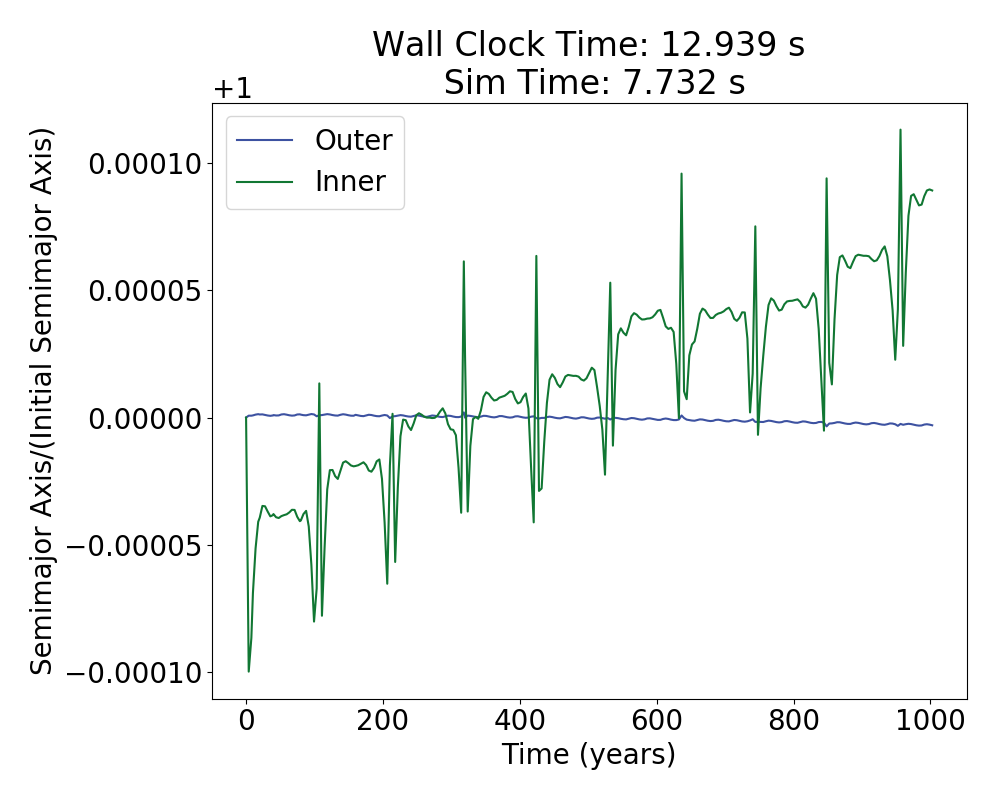 Wall Clock Time: 12.939 s
Sim Time: 7.732 s
+1
Outer
Inner
0.00010
0.00005
0.00000
−0.00005
−0.00010
Semimajor Axis/(Initial Semimajor Axis)
0 200 400 600 800 1000
Time (years)